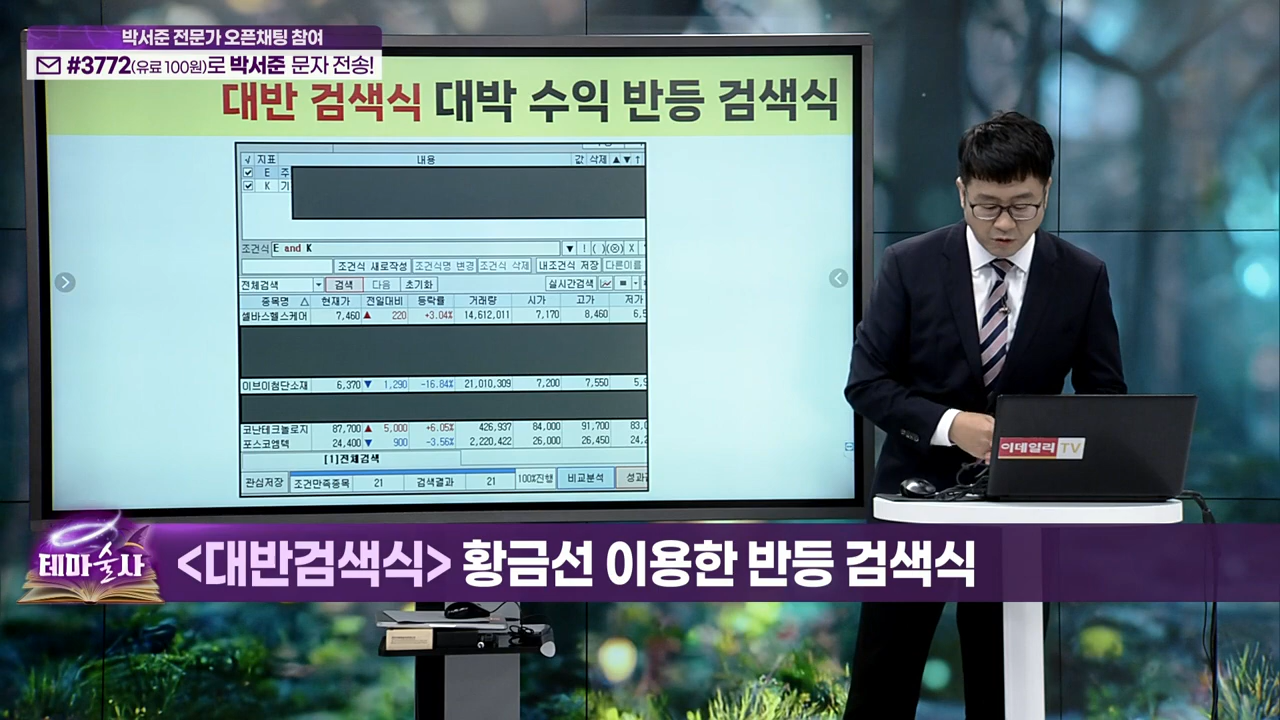 박서준 전문가 오픈채팅 참여
#3772(유료 100원)로 박서준 문자 전송!
대반 검색식 대박 수익 반등 검색식
√ 지표 내용 값 삭제 ▲▼↑
E 주
K 기
조건식 E and K ▼ ! ( )(ⓧ) X
조건식 새로작성 조건식명 변경 조건식 삭제 내조건식 저장 다른이름
전체검색 검색 다음 초기화 실시간검색
종목명 △ 현재가 전일대비 등락률 거래량 시가 고가 저가
셀바스헬스케어 7,460 ▲ 220 +3.04% 14,612,011 7,170 8,460 6,5
이브이첨단소재 6,370 ▼ 1,290 -16.84% 21,010,309 7,200 7,550 5,9
코난테크놀로지 87,700 ▲ 5,000 +6.05% 426,937 84,000 91,700 83,0
포스코엠텍 24,400 ▼ 900 -3.56% 2,220,422 26,000 26,450 24,2
[1]전체검색
관심저장 조건만족종목 21 검색결과 21 100%진행 비교분석 성과
이데일리TV
테마술사
<대반검색식> 황금선 이용한 반등 검색식